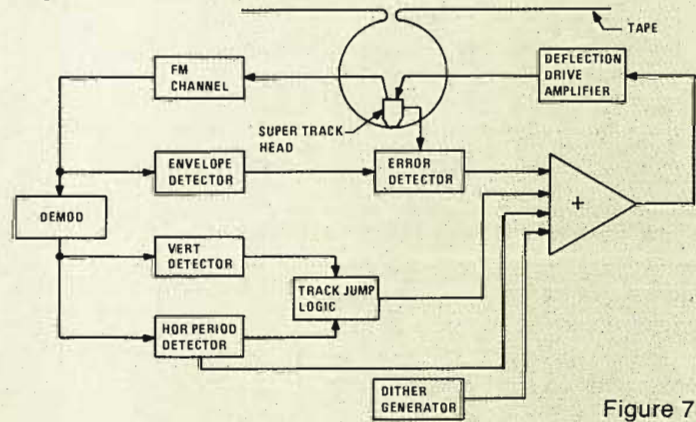 TAPE
FM
CHANNEL
DEFLECTION
DRIVE
AMPLIFIER
SUPER TRACK
HEAD
ENVELOPE
DETECTOR
ERROR
DETECTOR
+
DEMOD
VERT
DETECTOR
TRACK JUMP
LOGIC
HOR PERIOD
DETECTOR
DITHER
GENERATOR
Figure 7